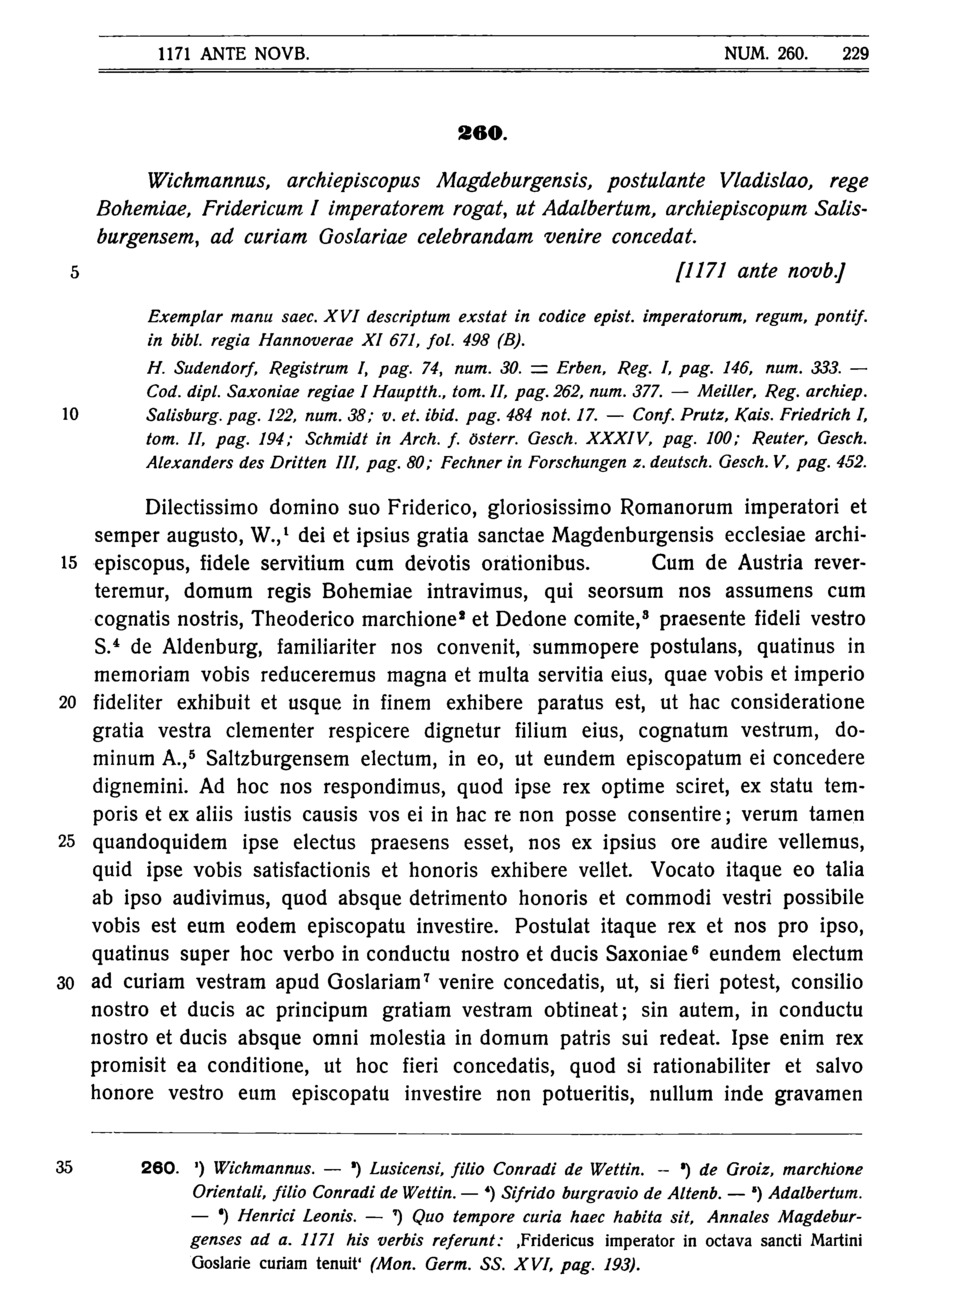 1171 ANTE NOVB. NUM. 260. 229
260.
Wichmannus, archiepiscopus Magdeburgensis, postulante Vladislao, rege
Bohemiae, Fridericum I imperatorem rogat, ut Adalbertum, archiepiscopum Salis-
burgensem, ad curiam Goslariae celebrandam venire concedat.
5 [1171 ante novb.]
Exemplar manu saec. XVI descriptum exstat in codice epist. imperatorum, regum, pontif.
in bibl. regia Hannoverae XI 671, fol. 498 (B).
H. Sudendorf, Registrum I, pag. 74, num. 30. = Erben, Reg. I, pag. 146, num. 333. —
Cod. dipl. Saxoniae regiae I Hauptth., tom. II, pag. 262, num. 377. — Meiller, Reg. archiep.
10 Salisburg. pag. 122, num. 38; v. et. ibid. pag. 484 not. 17. — Conf. Prutz, Kais. Friedrich I,
tom. II, pag. 194; Schmidt in Arch. f. österr. Gesch. XXXIV, pag. 100; Reuter, Gesch.
Alexanders des Dritten III, pag. 80; Fechner in Forschungen z. deutsch. Gesch. V, pag. 452.
Dilectissimo domino suo Friderico, gloriosissimo Romanorum imperatori et
semper augusto, W.,¹ dei et ipsius gratia sanctae Magdenburgensis ecclesiae archi-
15 episcopus, fidele servitium cum devotis orationibus. Cum de Austria rever-
teremur, domum regis Bohemiae intravimus, qui seorsum nos assumens cum
cognatis nostris, Theoderico marchione² et Dedone comite,³ praesente fideli vestro
S.⁴ de Aldenburg, familiariter nos convenit, summopere postulans, quatinus in
memoriam vobis reduceremus magna et multa servitia eius, quae vobis et imperio
20 fideliter exhibuit et usque in finem exhibere paratus est, ut hac consideratione
gratia vestra clementer respicere dignetur filium eius, cognatum vestrum, do-
minum A.,⁵ Saltzburgensem electum, in eo, ut eundem episcopatum ei concedere
dignemini. Ad hoc nos respondimus, quod ipse rex optime sciret, ex statu tem-
poris et ex aliis iustis causis vos ei in hac re non posse consentire; verum tamen
25 quandoquidem ipse electus praesens esset, nos ex ipsius ore audire vellemus,
quid ipse vobis satisfactionis et honoris exhibere vellet. Vocato itaque eo talia
ab ipso audivimus, quod absque detrimento honoris et commodi vestri possibile
vobis est eum eodem episcopatu investire. Postulat itaque rex et nos pro ipso,
quatinus super hoc verbo in conductu nostro et ducis Saxoniae⁶ eundem electum
30 ad curiam vestram apud Goslariam⁷ venire concedatis, ut, si fieri potest, consilio
nostro et ducis ac principum gratiam vestram obtineat; sin autem, in conductu
nostro et ducis absque omni molestia in domum patris sui redeat. Ipse enim rex
promisit ea conditione, ut hoc fieri concedatis, quod si rationabiliter et salvo
honore vestro eum episcopatu investire non potueritis, nullum inde gravamen
35 260. ¹) Wichmannus. — ²) Lusicensi, filio Conradi de Wettin. -- ³) de Groiz, marchione
Orientali, filio Conradi de Wettin. — ⁴) Sifrido burgravio de Altenb. — ⁵) Adalbertum.
— ⁶) Henrici Leonis. — ⁷) Quo tempore curia haec habita sit, Annales Magdebur-
genses ad a. 1171 his verbis referunt: ‚Fridericus imperator in octava sancti Martini
Goslarie curiam tenuit‘ (Mon. Germ. SS. XVI, pag. 193).